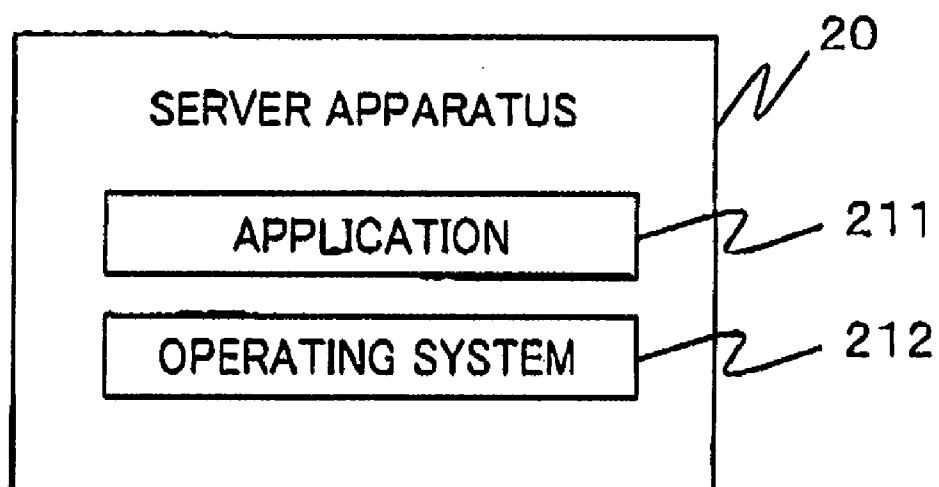 20
SERVER APPARATUS
APPLICATION
211
OPERATING SYSTEM
212